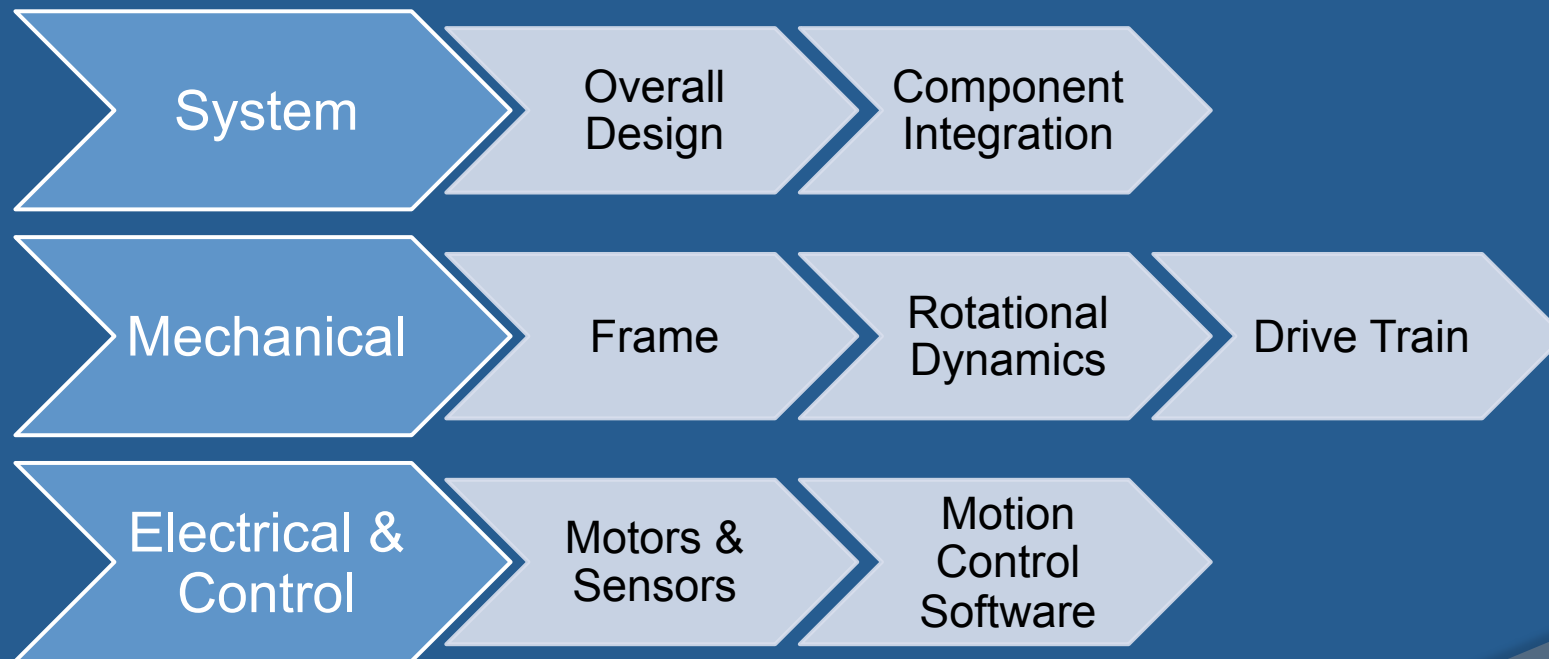 System
Overall
Design
Component
Integration
Mechanical
Frame
Rotational
Dynamics
Drive Train
Electrical &
Control
Motors &
Sensors
Motion
Control
Software